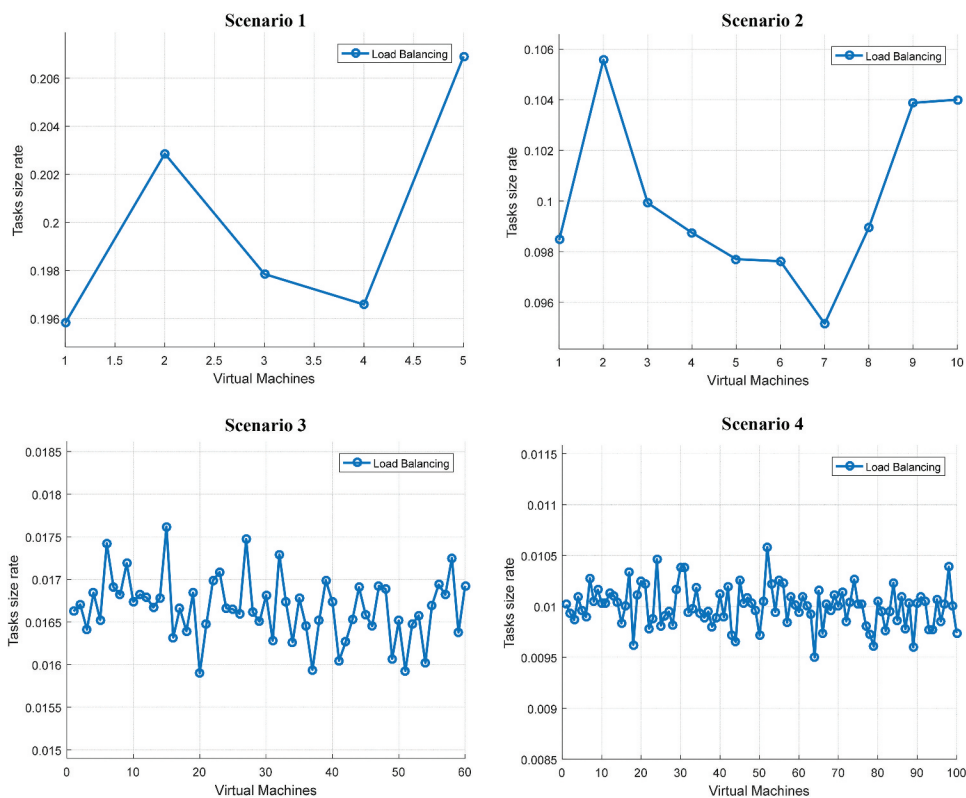 Scenario 1
Load Balancing
0.206
0.204
0.202
0.2
0.198
0.196
Tasks size rate
1 1.5 2 2.5 3 3.5 4 4.5 5
Virtual Machines
Scenario 2
Load Balancing
0.106
0.104
0.102
0.1
0.098
0.096
Tasks size rate
1 2 3 4 5 6 7 8 9 10
Virtual Machines
Scenario 3
Load Balancing
0.0185
0.018
0.0175
0.017
0.0165
0.016
0.0155
0.015
Tasks size rate
0 10 20 30 40 50 60
Virtual Machines
Scenario 4
Load Balancing
0.0115
0.011
0.0105
0.01
0.0095
0.009
0.0085
Tasks size rate
0 10 20 30 40 50 60 70 80 90 100
Virtual Machines